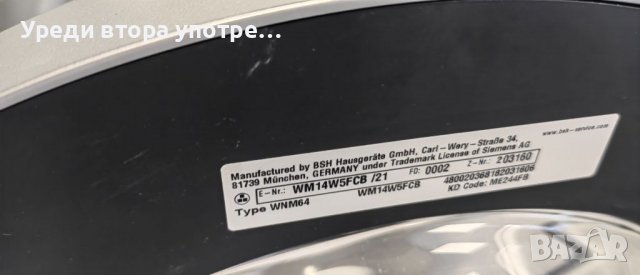 Уреди втора употре...
www.bsh-service.com
Manufactured by BSH Hausgeräte GmbH, Carl-Wery-Straße 34,
81739 München, GERMANY under Trademark License of Siemens AG
E-Nr.: WM14W5FCB /21 FD: 0002 Z-Nr.: 203160
Type WNM64 WM14W5FCB 480020368182031606
KD Code: ME244FB
bazar